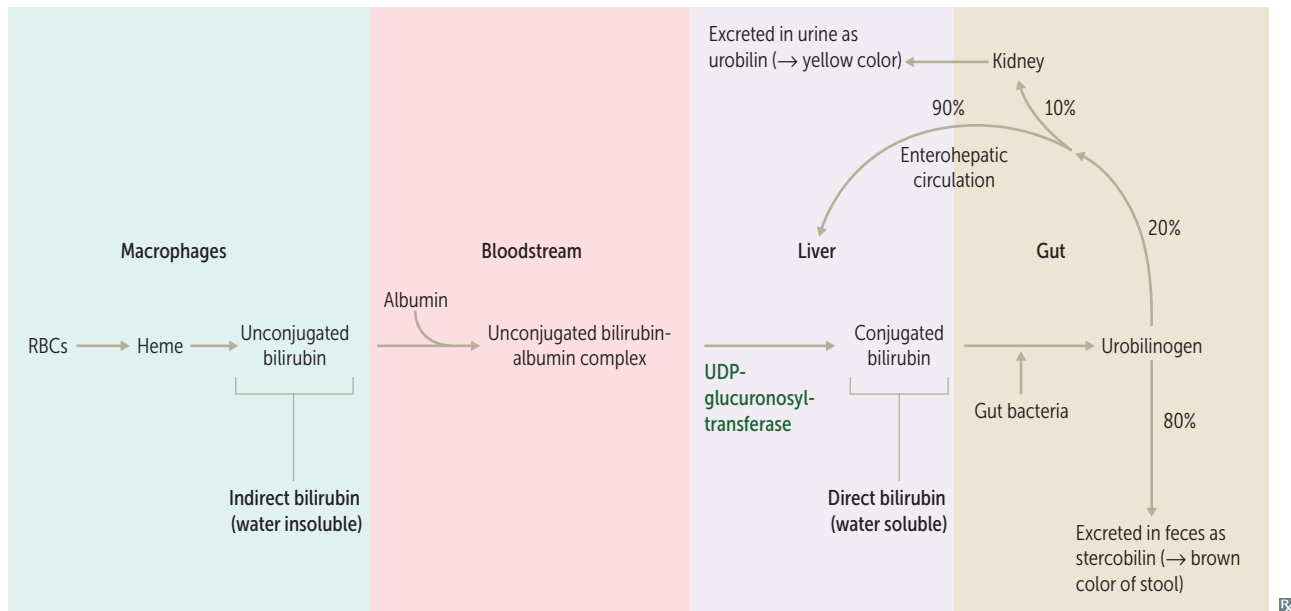 Excreted in urine as
urobilin (→ yellow color)
Kidney
90%
10%
Enterohepatic
circulation
20%
Macrophages
Bloodstream
Liver
Gut
Albumin
RBCs
Heme
Unconjugated
bilirubin
Unconjugated bilirubin-
albumin complex
UDP-
glucuronosyl-
transferase
Conjugated
bilirubin
Urobilinogen
Gut bacteria
80%
Indirect bilirubin
(water insoluble)
Direct bilirubin
(water soluble)
Excreted in feces as
stercobilin (→ brown
color of stool)
℞